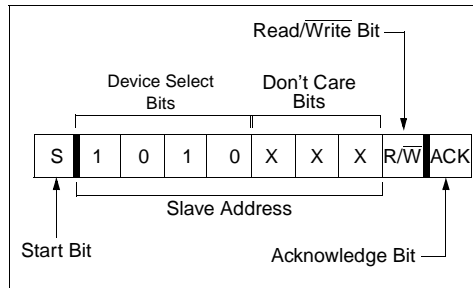 Read/Write Bit
Device Select
Bits
Don't Care
Bits
S 1 0 1 0 X X X R/W ACK
Slave Address
Start Bit
Acknowledge Bit